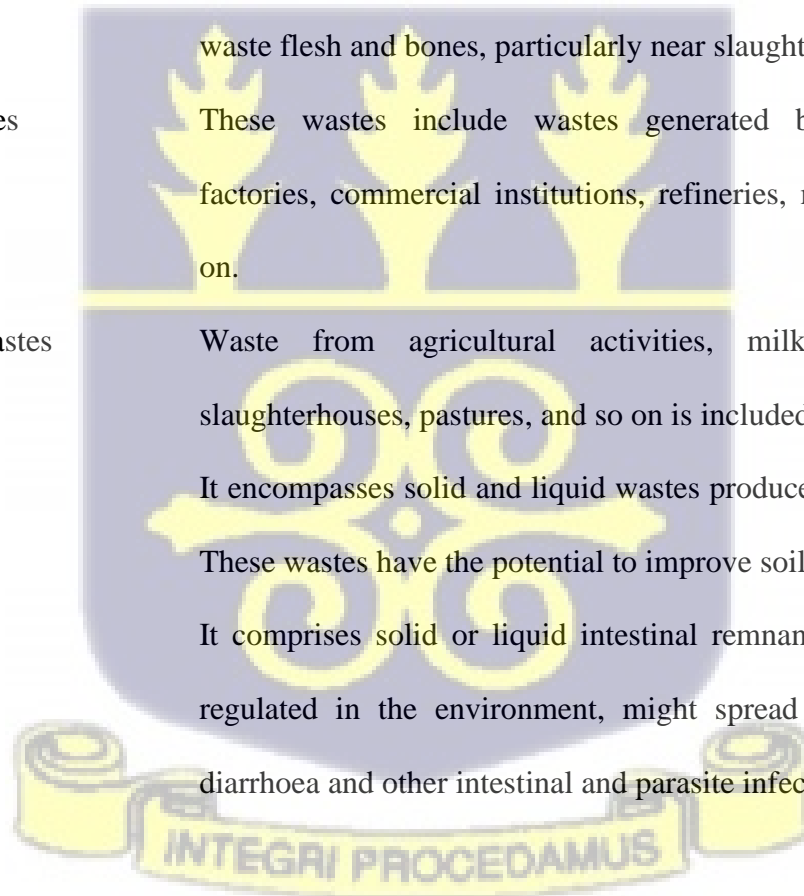 waste flesh and bones, particularly near slaught
These wastes include wastes generated b
factories, commercial institutions, refineries,
on.
astes
Waste from agricultural activities, milk
slaughterhouses, pastures, and so on is included
It encompasses solid and liquid wastes produce
These wastes have the potential to improve soil
It comprises solid or liquid intestinal remnan
regulated in the environment, might spread
diarrhoea and other intestinal and parasite infec
INTEGRI PROCEDAMUS